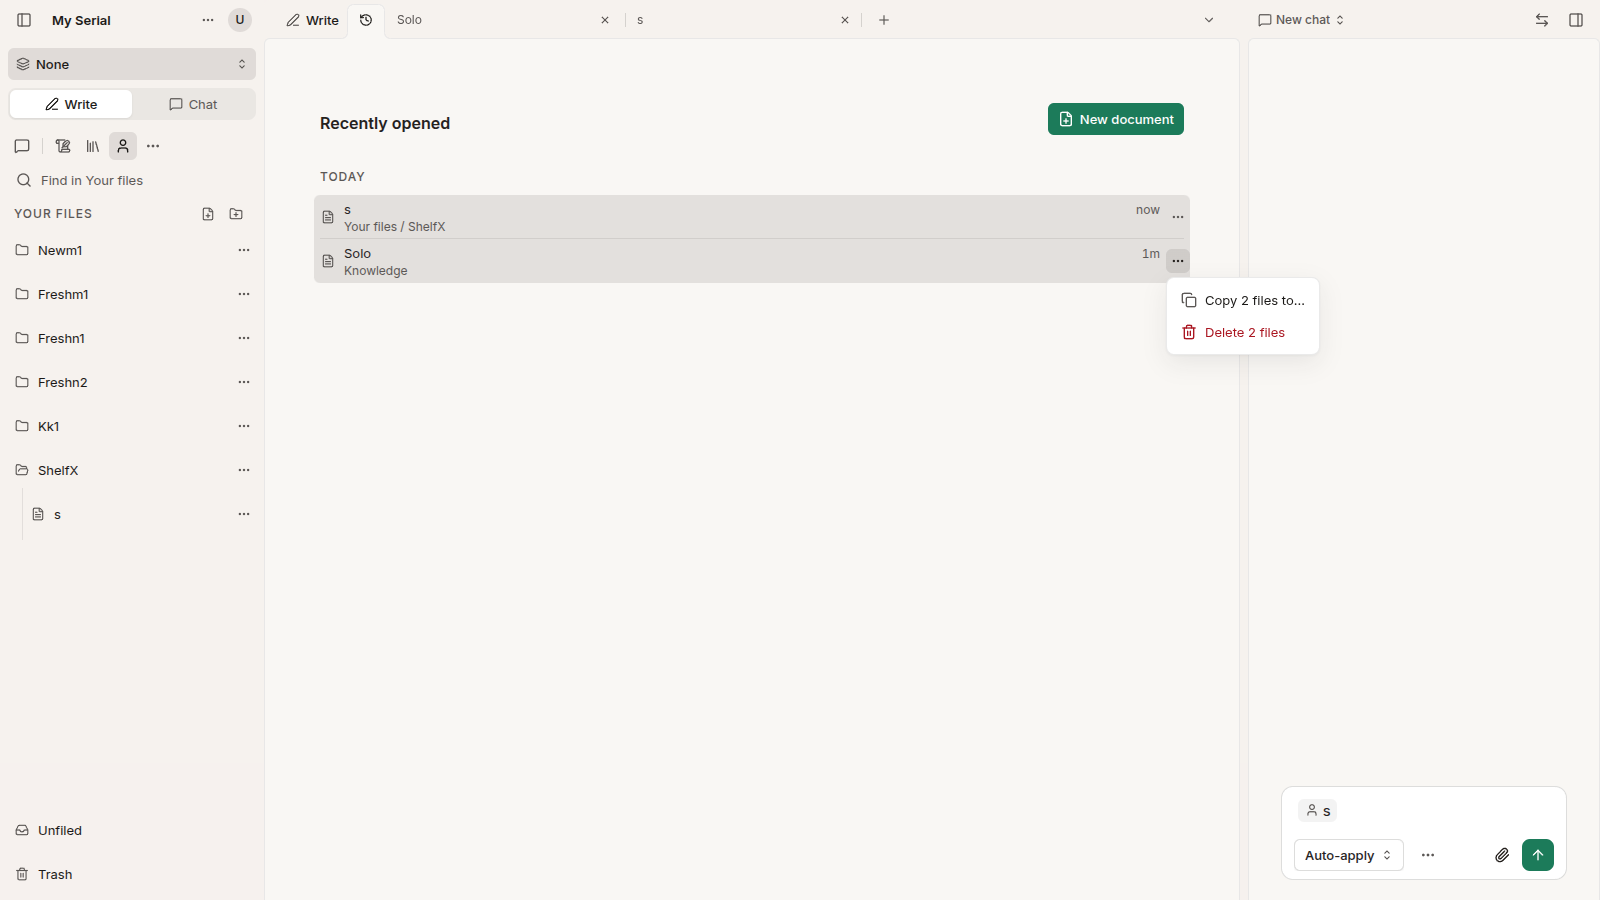 My Serial
U
None
Write
Chat
Find in Your files
YOUR FILES
Newm1
Freshm1
Freshn1
Freshn2
Kk1
ShelfX
s
Unfiled
Trash
Write
Solo
s
New chat
Recently opened
New document
TODAY
s
now
Your files / ShelfX
Solo
1m
Knowledge
Copy 2 files to...
Delete 2 files
s
Auto-apply